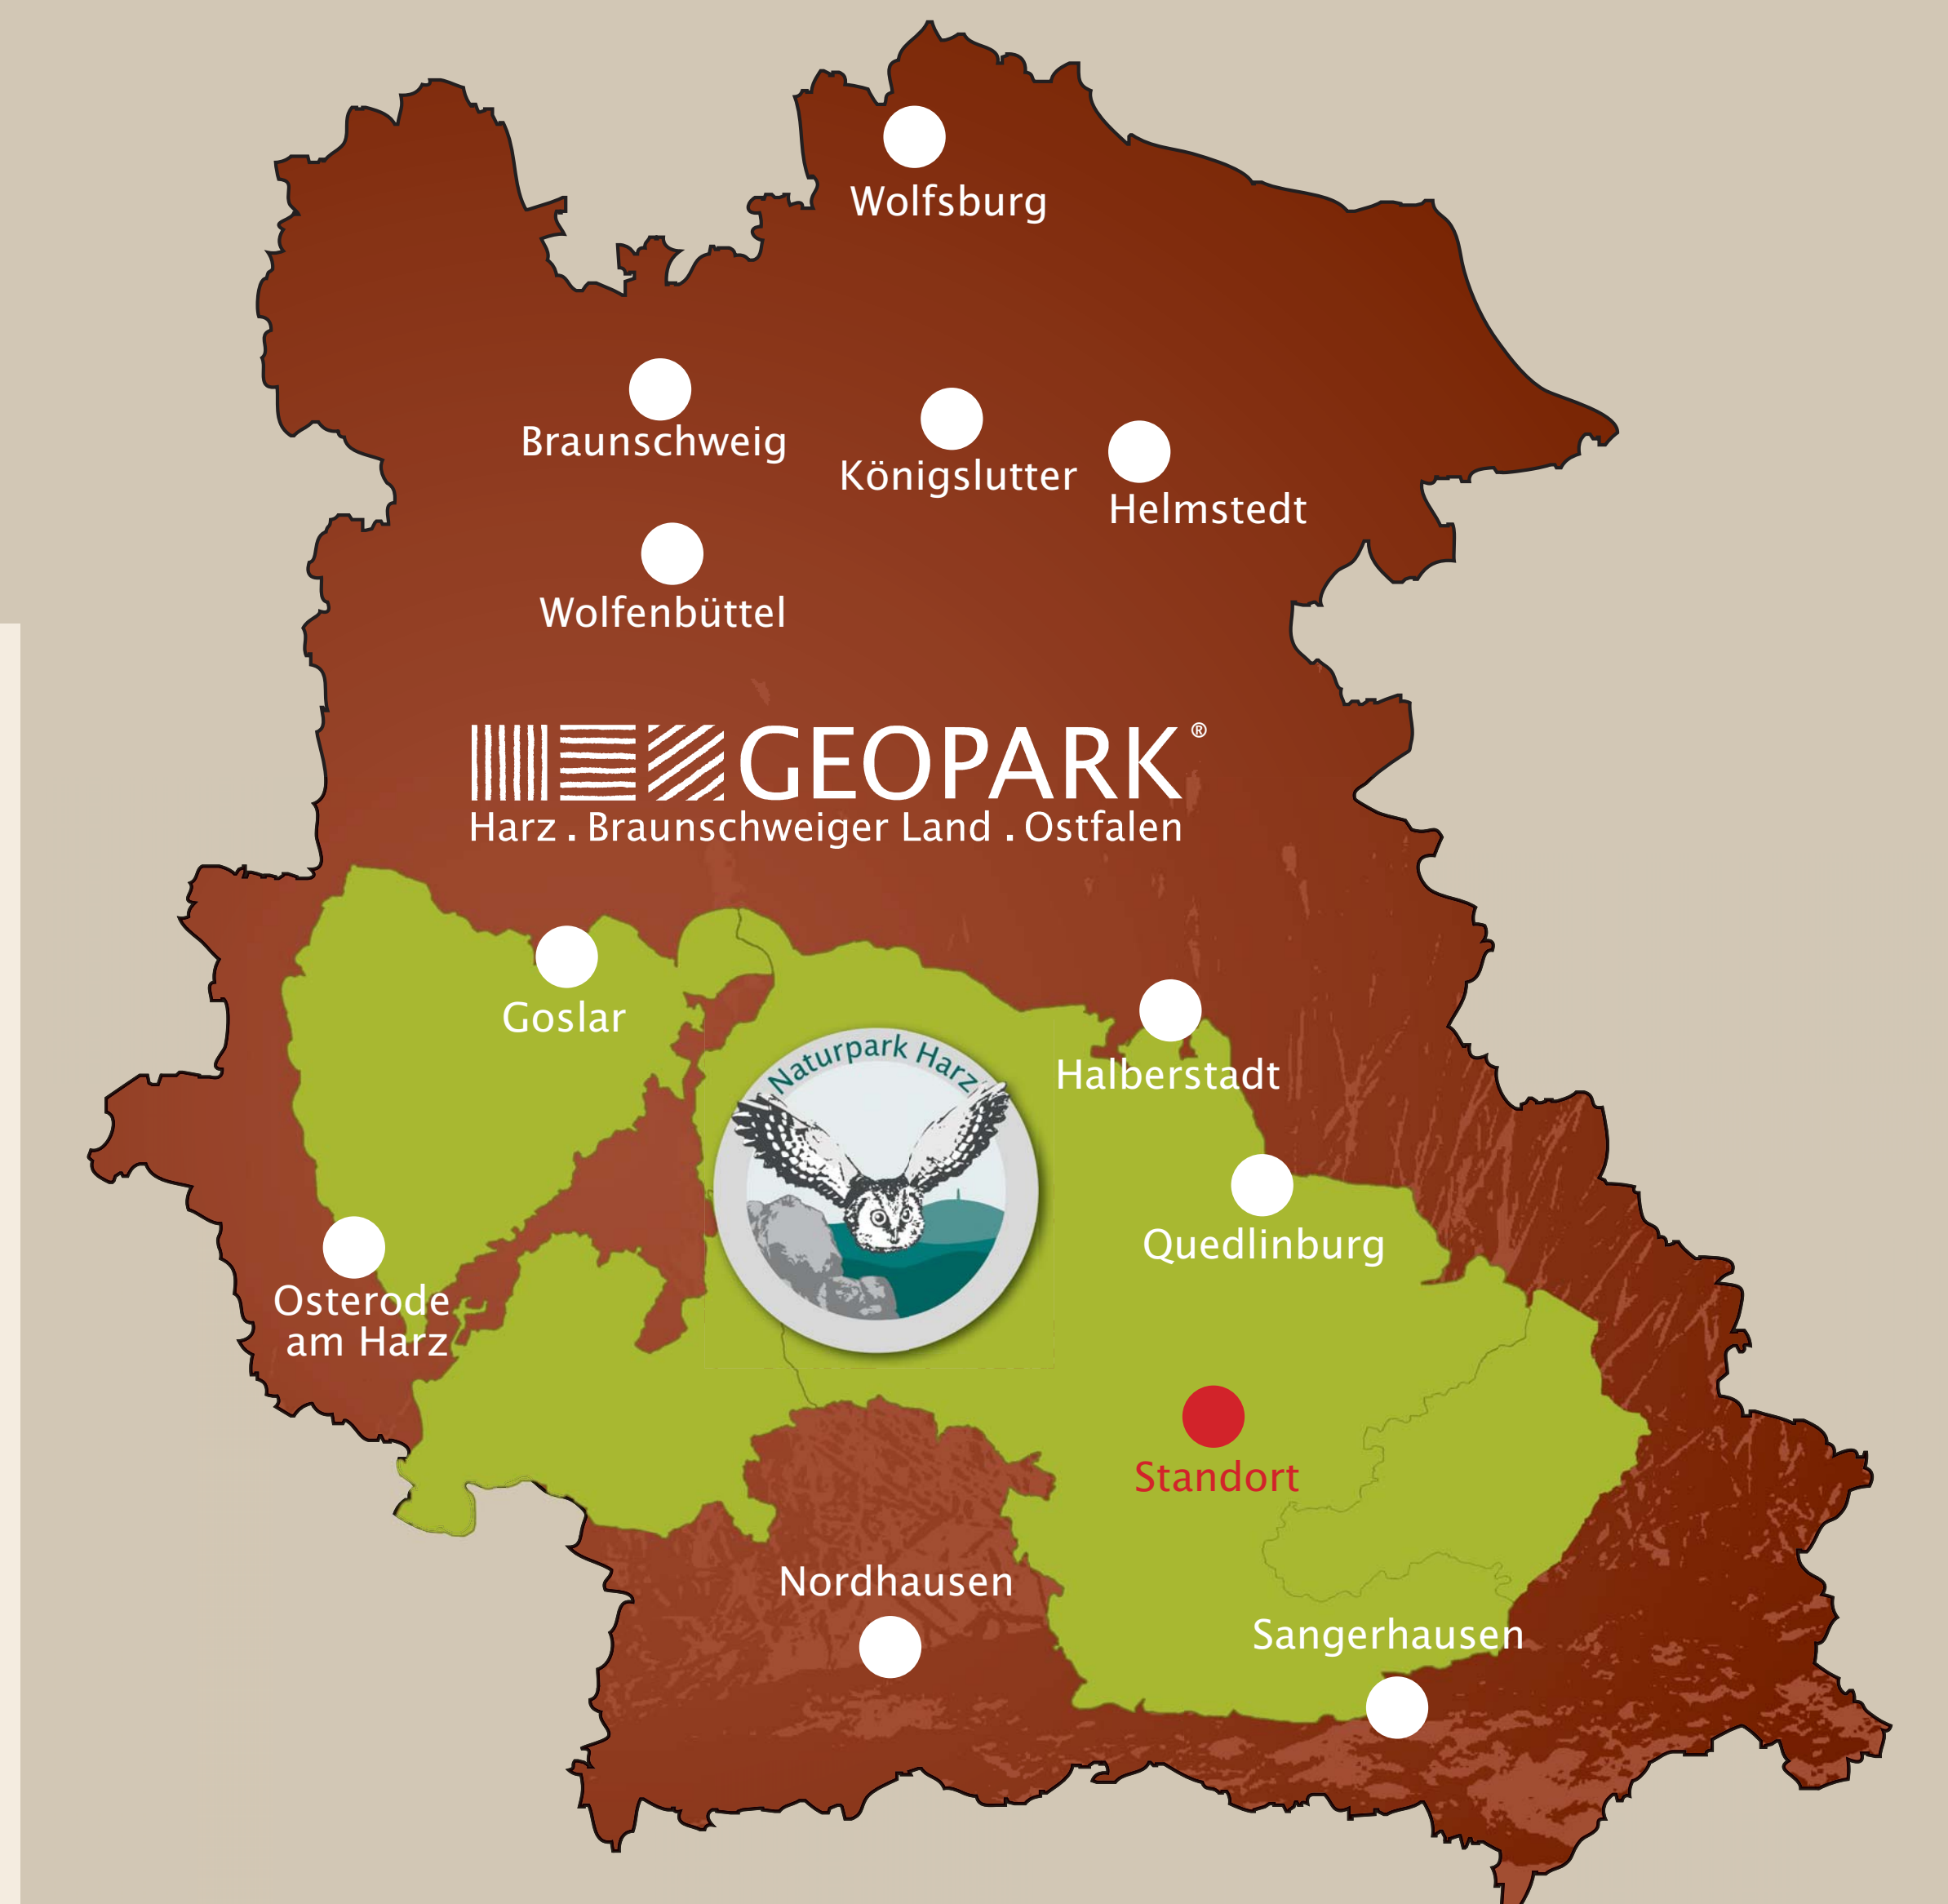 Wolfsburg
Braunschweig
Königslutter
Helmstedt
Wolfenbüttel
GEOPARK®
Harz . Braunschweiger Land . Ostfalen
Goslar
Halberstadt
Naturpark Harz
Quedlinburg
Osterode
am Harz
Standort
Nordhausen
Sangerhausen